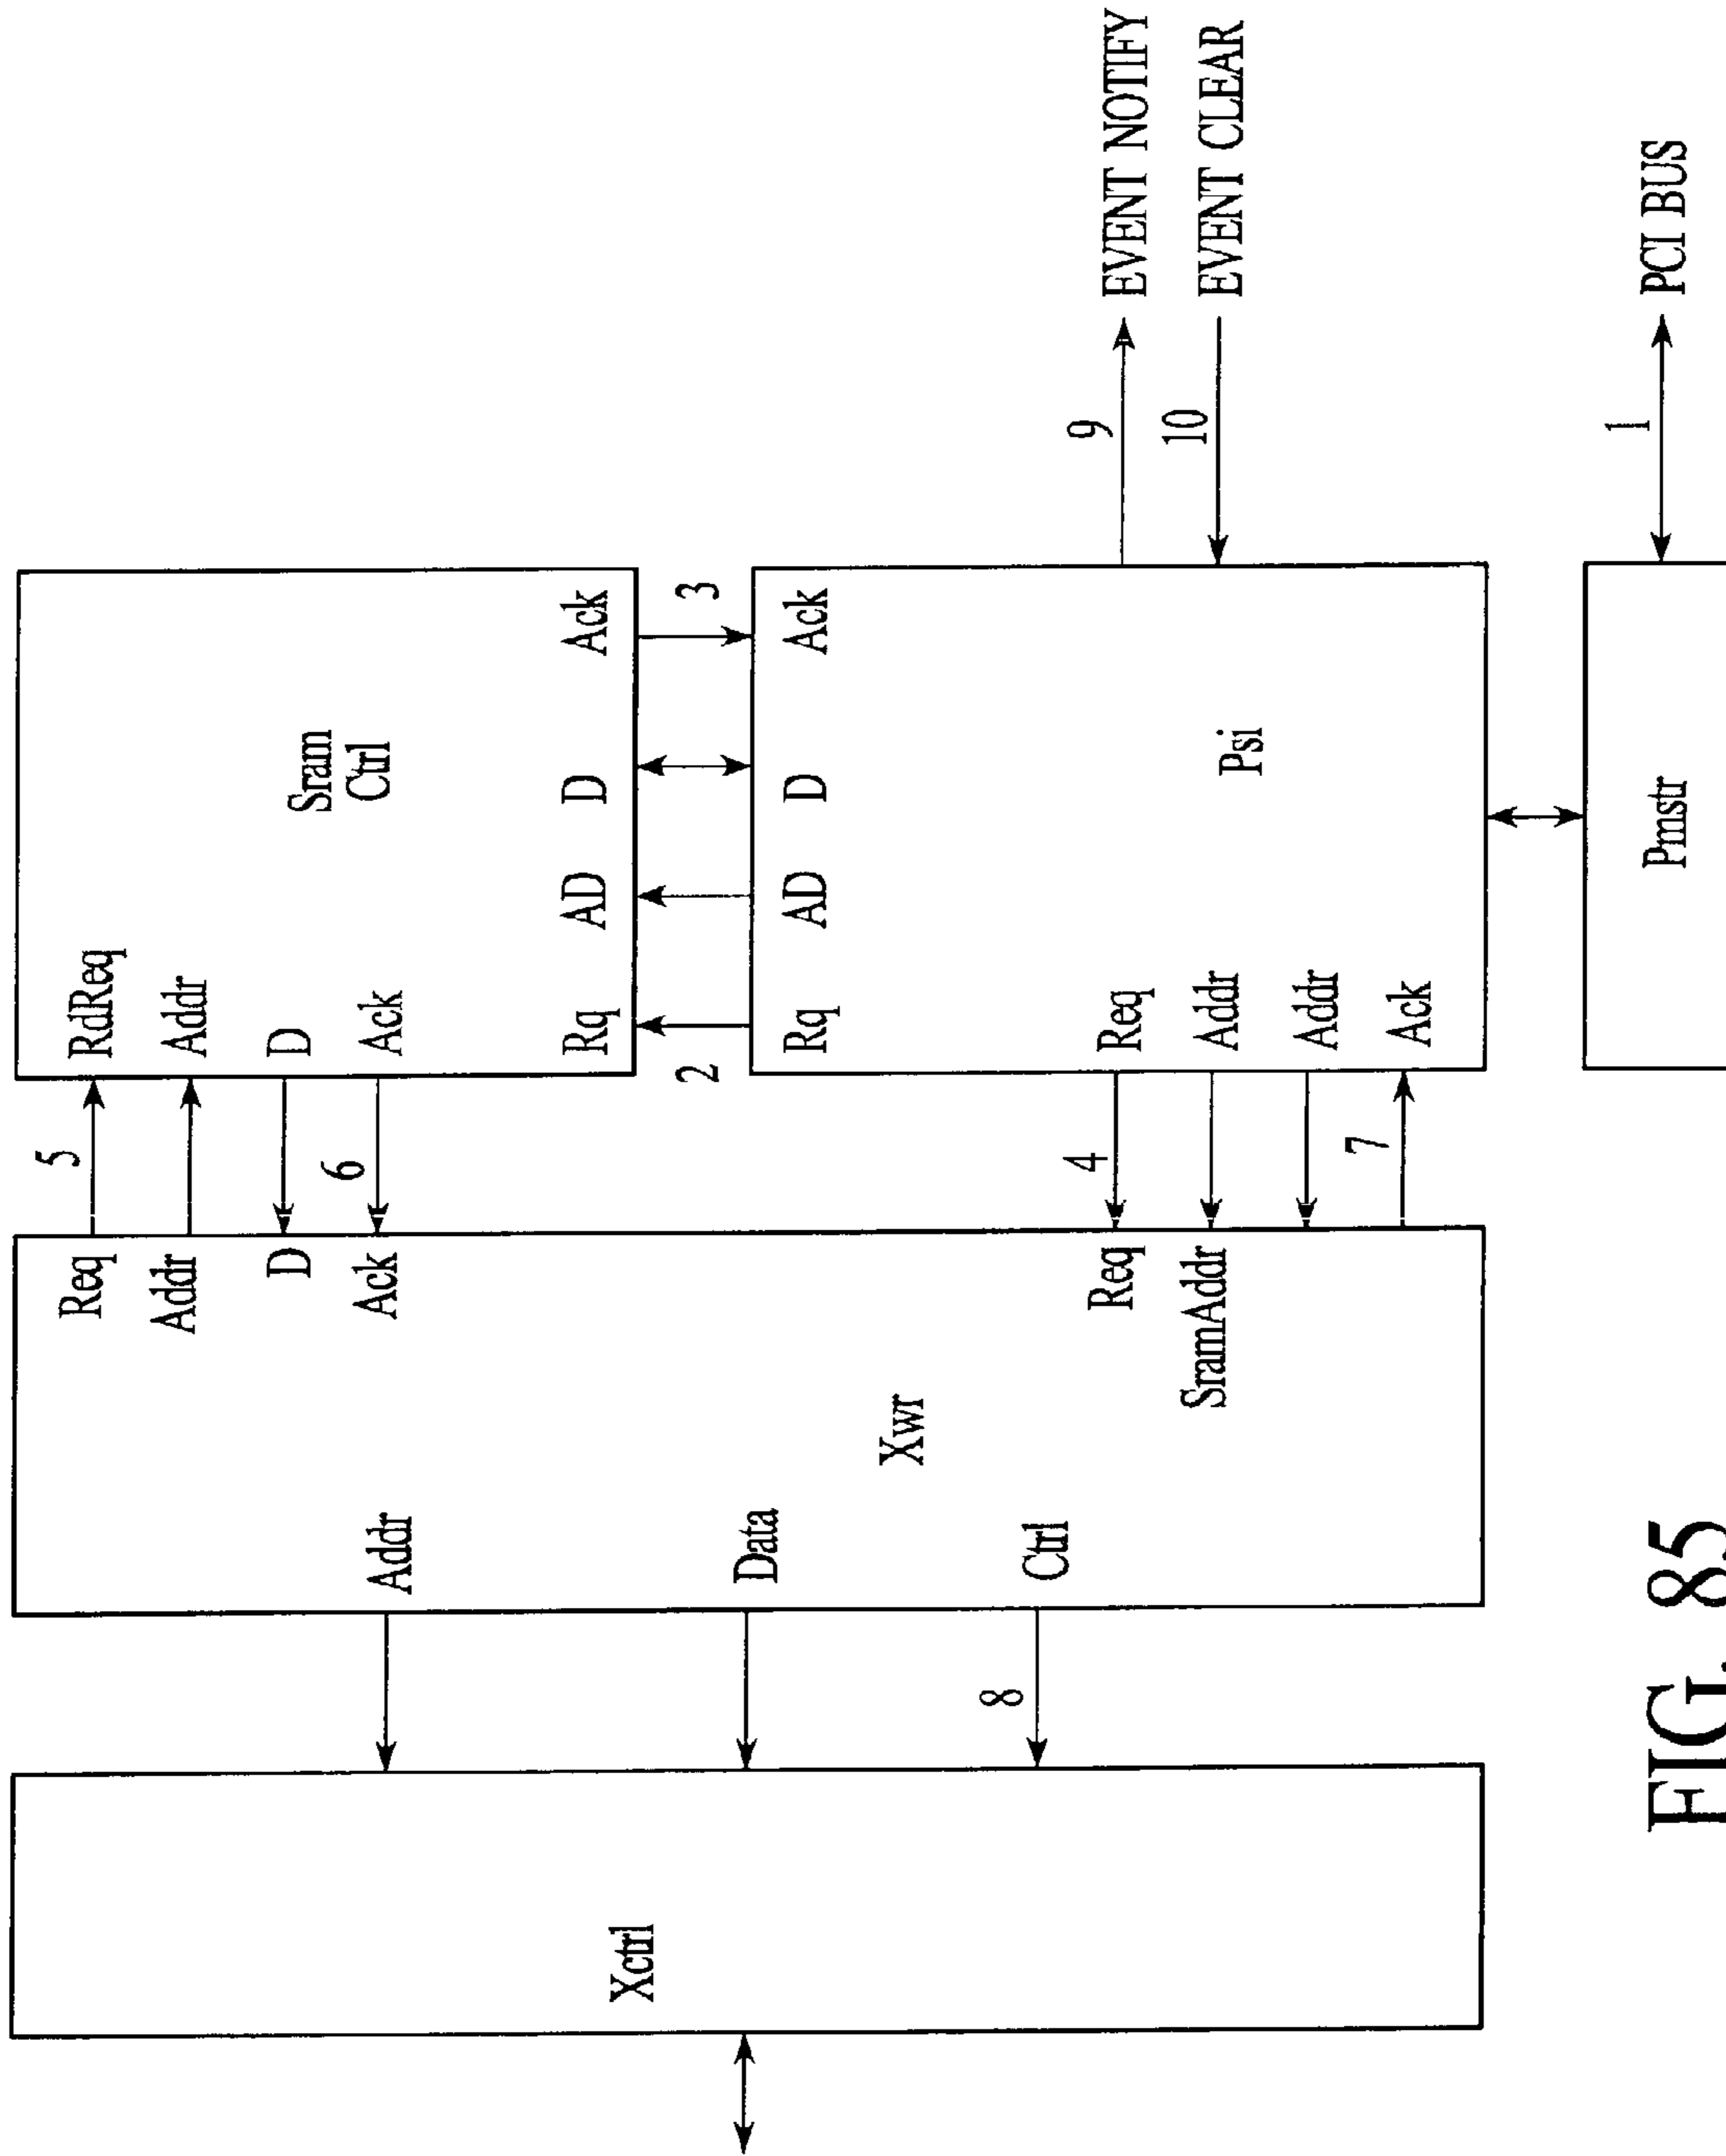 Xctrl
Addr
Data
8
Ctrl
Xwr
Req
Addr
D
Ack
Req
SramAddr
5
6
4
7
RdReq
Addr
D
Ack
Sram
Ctrl
Rq
AD
D
Ack
2
3
Rq
AD
D
Ack
Req
Addr
Addr
Ack
Psi
Pmstr
9
10
1
EVENT NOTIFY
EVENT CLEAR
PCI BUS
FIG. 85